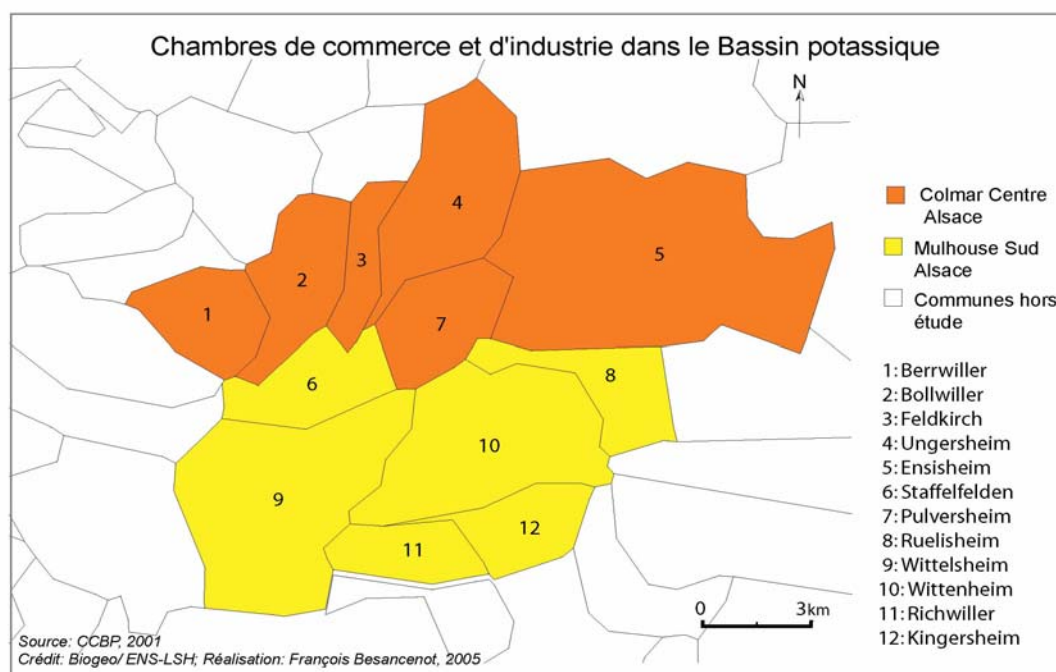 Chambres de commerce et d'industrie dans le Bassin potassique
N
4
5
3
2
1
7
8
6
10
9
12
11
Colmar Centre
Alsace
Mulhouse Sud
Alsace
Communes hors
étude
1: Berrwiller
2: Bollwiller
3: Feldkirch
4: Ungersheim
5: Ensisheim
6: Staffelfelden
7: Pulversheim
8: Ruelisheim
9: Wittelsheim
10: Wittenheim
11: Richwiller
12: Kingersheim
0 3km
Source: CCBP, 2001
Crédit: Biogeo/ ENS-LSH; Réalisation: François Besancenot, 2005